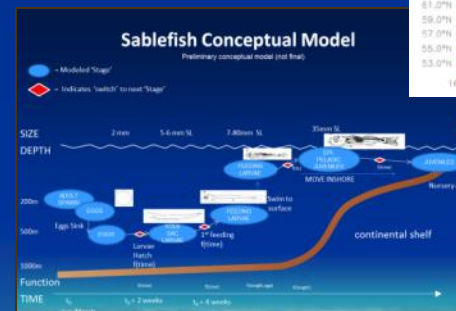 61.0°N
59.0°N
57.0°N
55.0°N
53.0°N
Sablefish Conceptual Model
Preliminary conceptual model (not final)
= Modeled 'Stage'
= Indicates 'switch' to next 'Stage'
SIZE
2 mm
5-6 mm SL
7-80mm SL
35mm SL
DEPTH
FEEDING
LARVAE
EPI
PELAGIC
JUVENILES
JUVENILES
MOVE INSHORE
Nursery
ADULT
SPAWN
EGGS
200m
Swim to
surface
FEEDING
LARVAE
Eggs Sink
500m
EGGS
YOLK
SAC
LARVAE
1st feeding
f(time)
Larvae
Hatch
f(time)
continental shelf
1000m
Function
TIME
t₀
t₀ + 2 weeks
t₀ + 4 weeks